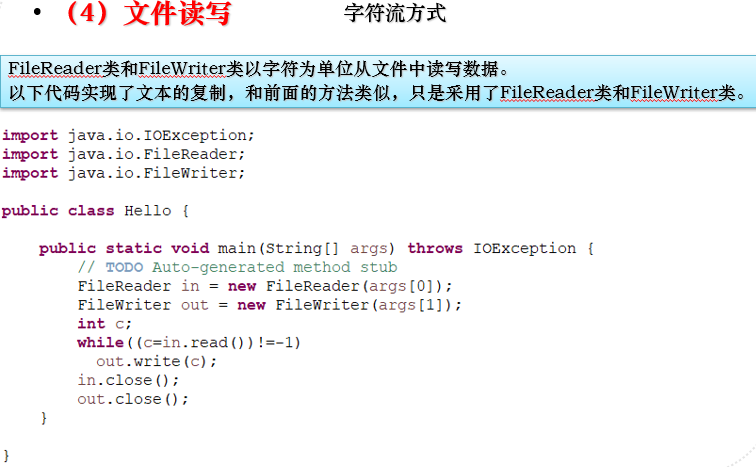 • （4）文件读写 字符流方式
FileReader类和FileWriter类以字符为单位从文件中读写数据。
以下代码实现了文本的复制，和前面的方法类似，只是采用了FileReader类和FileWriter类。
import java.io.IOException;
import java.io.FileReader;
import java.io.FileWriter;
public class Hello {
public static void main(String[] args) throws IOException {
// TODO Auto-generated method stub
FileReader in = new FileReader(args[0]);
FileWriter out = new FileWriter(args[1]);
int c;
while((c=in.read())!=-1)
out.write(c);
in.close();
out.close();
}
}